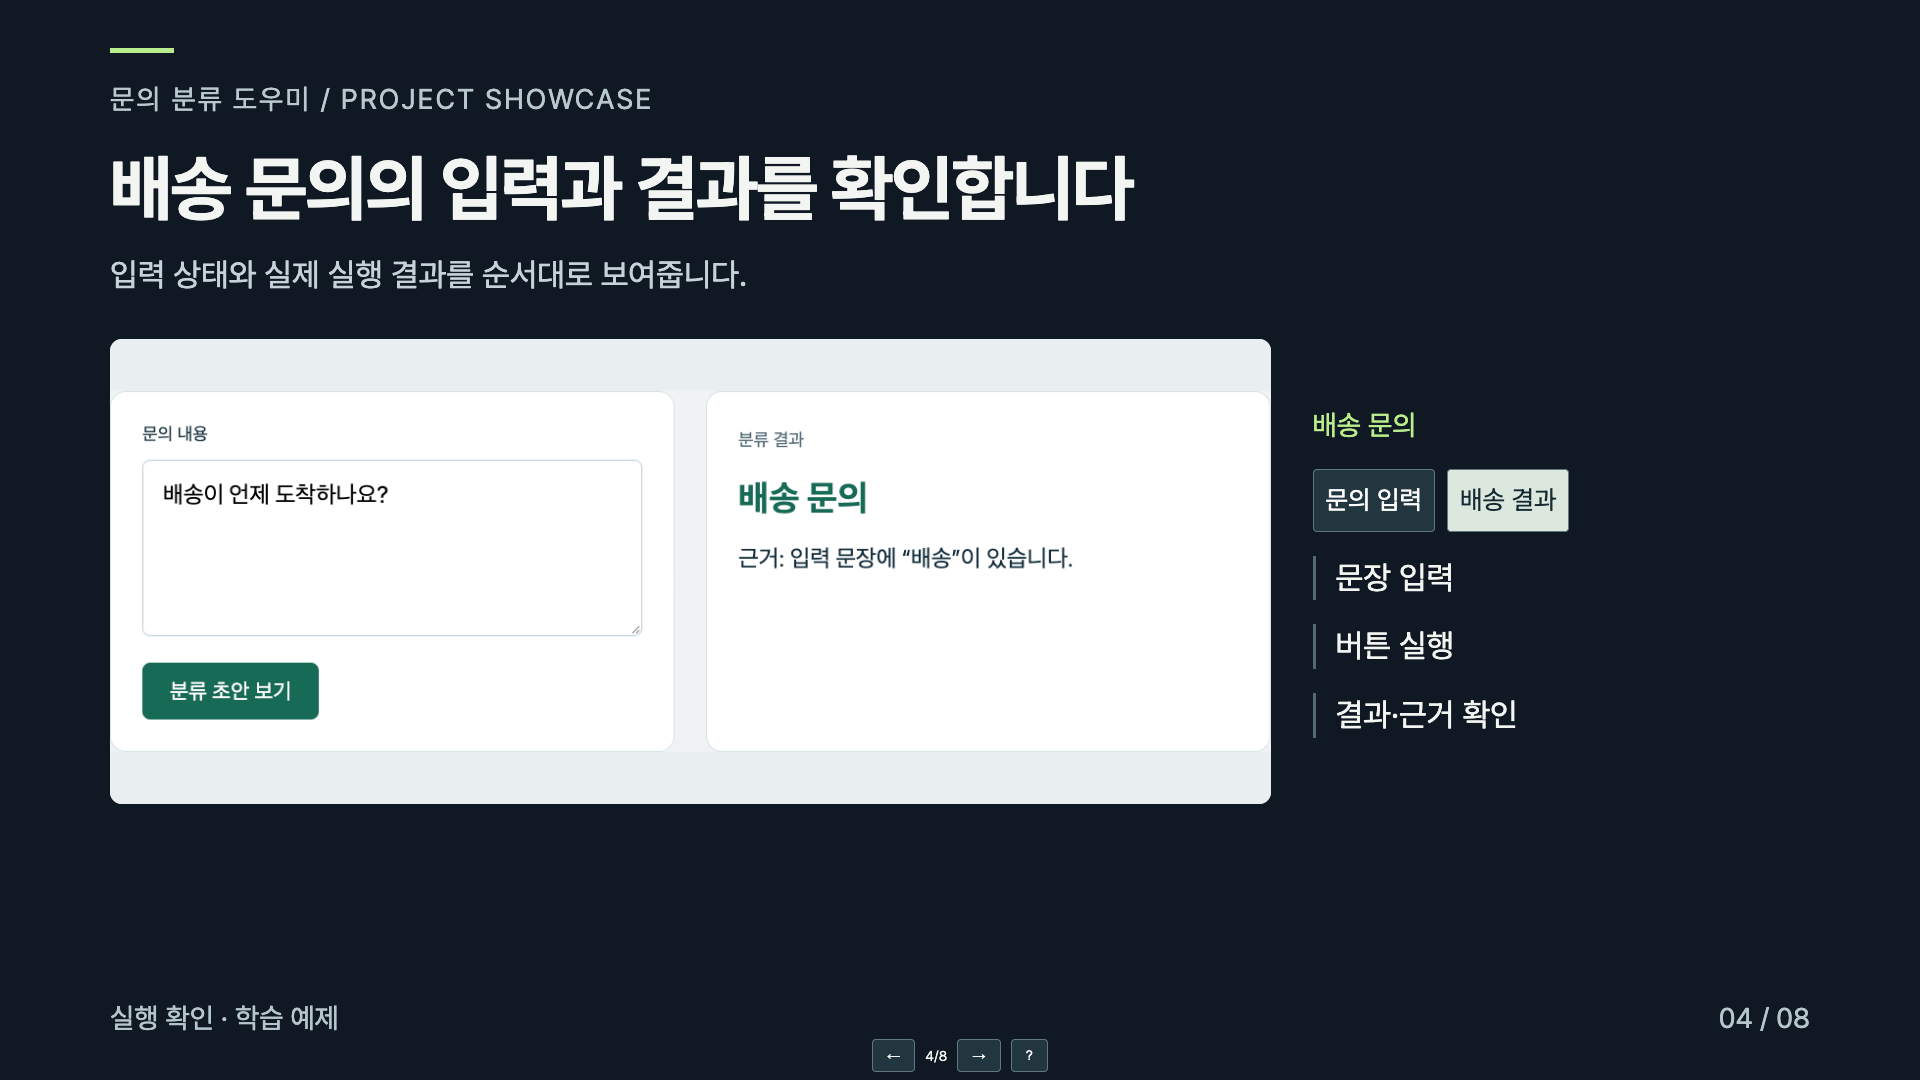 문의 분류 도우미 / PROJECT SHOWCASE
배송 문의의 입력과 결과를 확인합니다
입력 상태와 실제 실행 결과를 순서대로 보여줍니다.
문의 내용
배송이 언제 도착하나요?
분류 초안 보기
분류 결과
배송 문의
근거: 입력 문장에 “배송”이 있습니다.
배송 문의
문의 입력 배송 결과
문장 입력
버튼 실행
결과·근거 확인
실행 확인 · 학습 예제
04 / 08
← 4/8 → ?